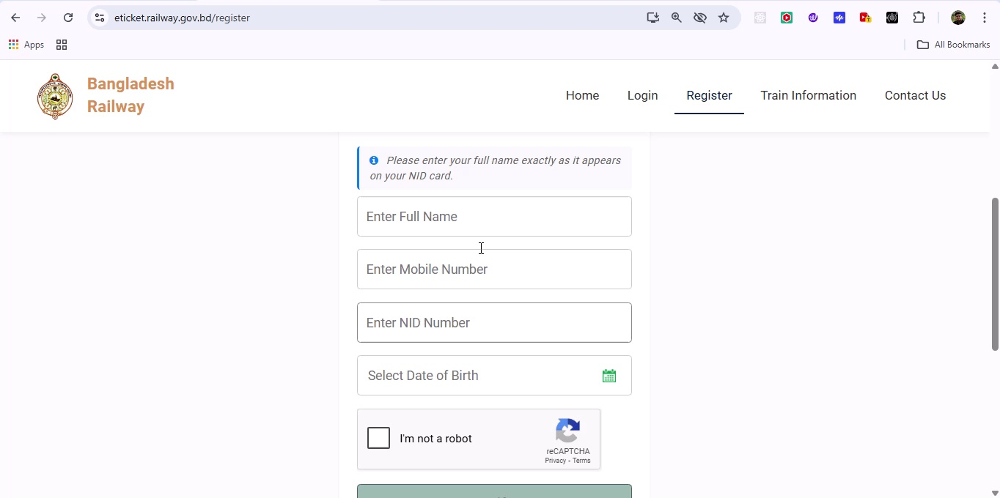 eticket.railway.gov.bd/register
Apps
All Bookmarks
Bangladesh
Railway
Home
Login
Register
Train Information
Contact Us
Please enter your full name exactly as it appears
on your NID card.
Enter Full Name
Enter Mobile Number
Enter NID Number
Select Date of Birth
I'm not a robot
reCAPTCHA
Privacy - Terms